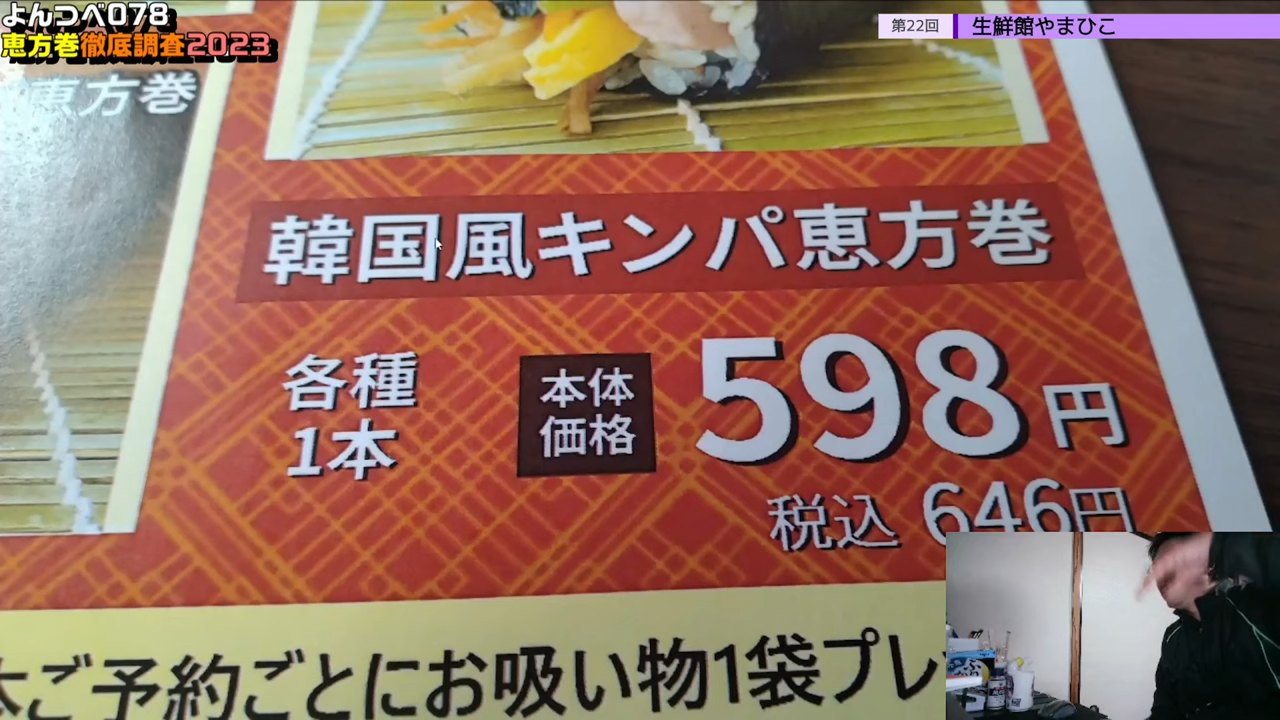 よんつべ078
恵方巻徹底調査2023
第22回
生鮮館やまひこ
恵方巻
韓国風キンパ恵方巻
各種
1本
本体
価格
598円
税込 646円
本ご予約ごとにお吸い物1袋プレ